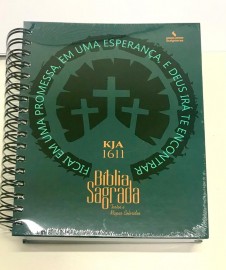 FICAI EM UMA PROMESSA, EM UMA ESPERANÇA, E DEUS IRÁ TE ENCONTRAR
KJA
1611
Bíblia
Sagrada